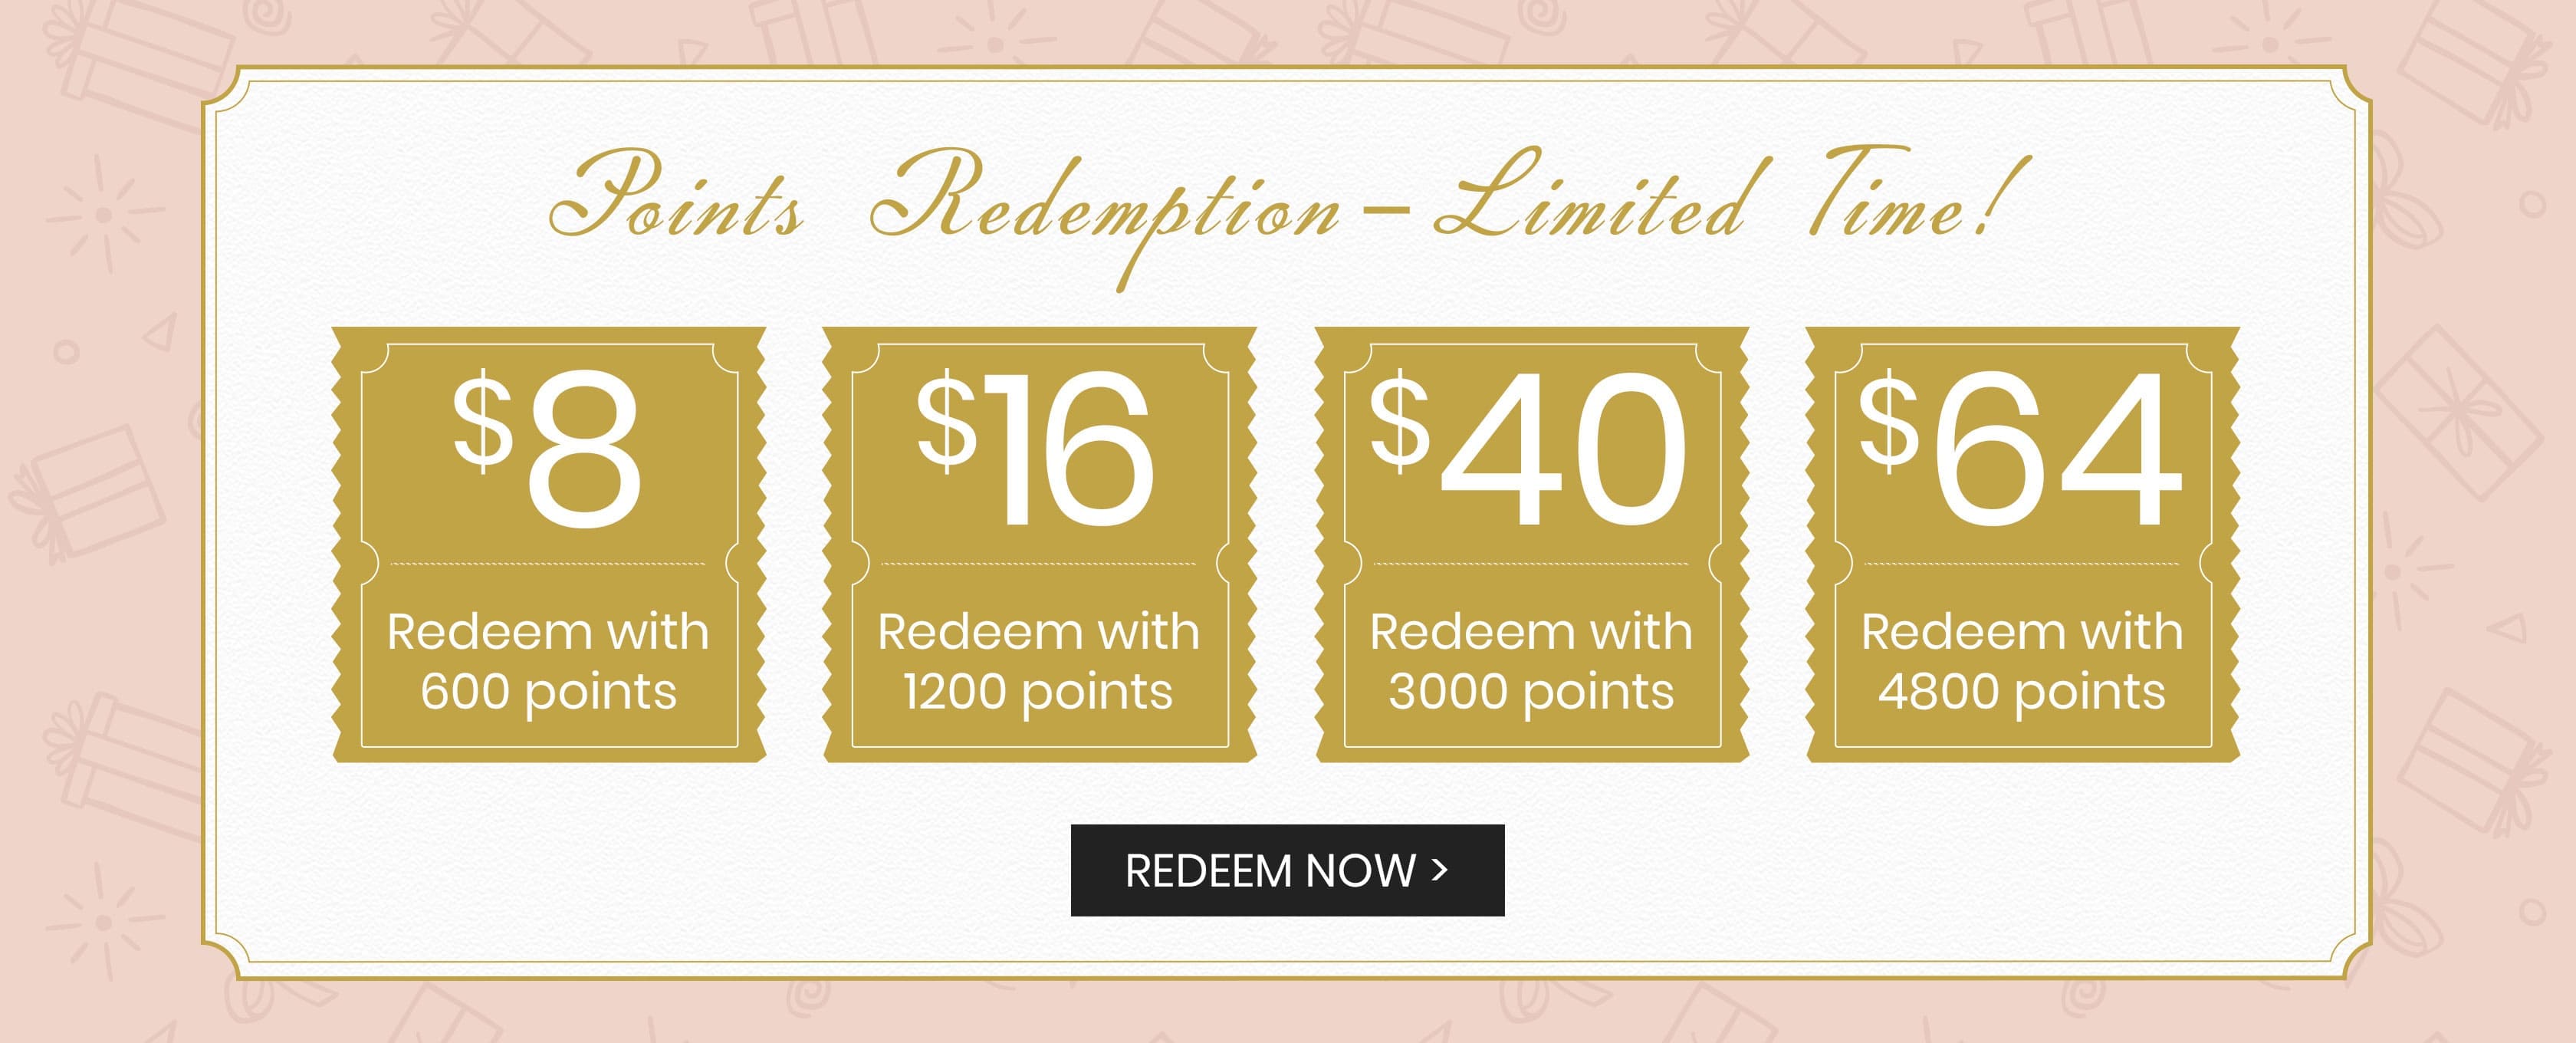 Points Redemption – Limited Time!
$8
Redeem with
600 points
$16
Redeem with
1200 points
$40
Redeem with
3000 points
$64
Redeem with
4800 points
REDEEM NOW >